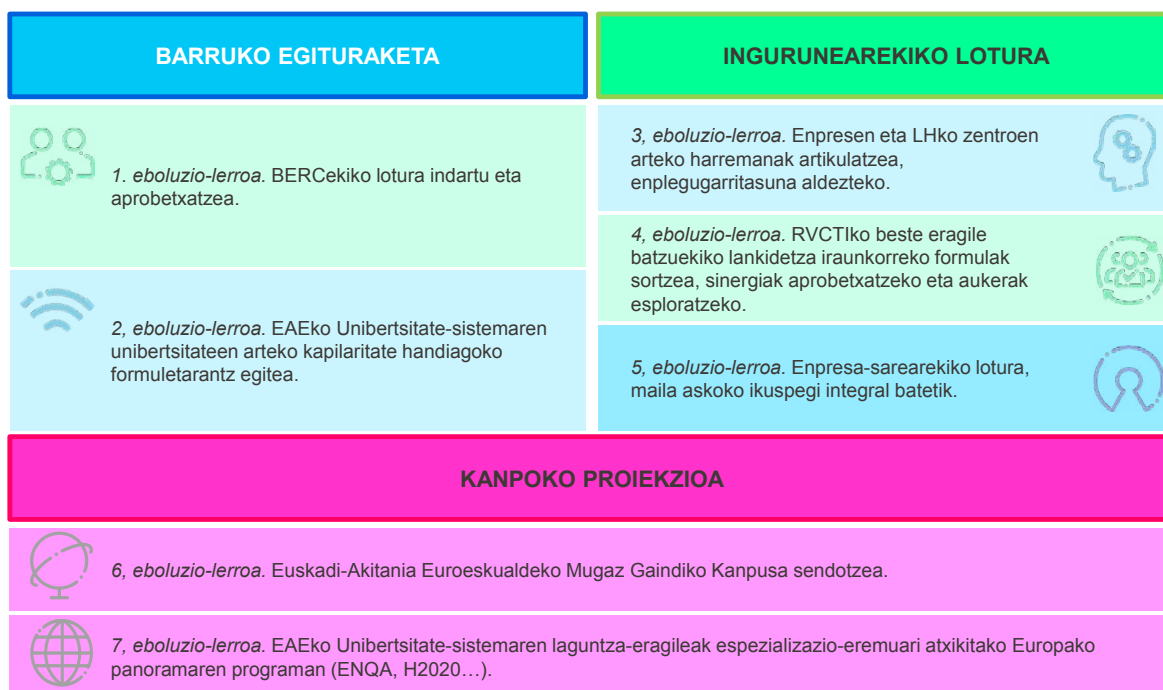 BARRUKO EGITURAKETA
1. eboluzio-lerroa. BERCekiko lotura indartu eta
aprobetxatzea.
2, eboluzio-lerroa. EAEko Unibertsitate-sistemaren
unibertsitateen arteko kapilaritate handiagoko
formuletarantz egitea.
INGURUNEAREKIKO LOTURA
3, eboluzio-lerroa. Enpresen eta LHko zentroen
arteko harremanak artikulatzea,
enplegugarritasuna aldezteko.
4, eboluzio-lerroa. RVCTIko beste eragile
batzuekiko lankidetza iraunkorreko formulak
sortzea, sinergiak aprobetxatzeko eta aukerak
esploratzeko.
5, eboluzio-lerroa. Enpresa-sarearekiko lotura,
maila askoko ikuspegi integral batetik.
KANPOKO PROIEKZIOA
6, eboluzio-lerroa. Euskadi-Akitania Euroeskualdeko Mugaz Gaindiko Kanpusa sendotzea.
7, eboluzio-lerroa. EAEko Unibertsitate-sistemaren laguntza-eragileak espezializazio-eremuari atxikitako Europako
panoramaren programan (ENQA, H2020…).